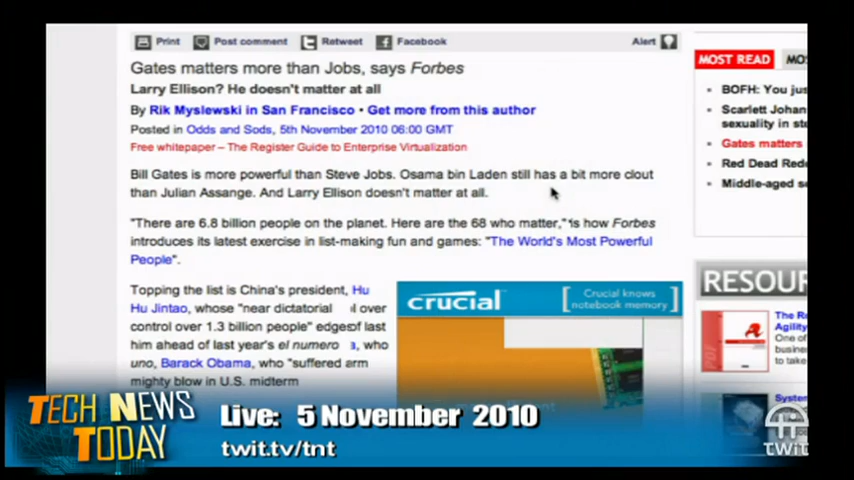 Print Post comment Retweet Facebook Alert
Gates matters more than Jobs, says Forbes
Larry Ellison? He doesn't matter at all
By Rik Myslewski in San Francisco • Get more from this author
Posted in Odds and Sods, 5th November 2010 06:00 GMT
Free whitepaper – The Register Guide to Enterprise Virtualization
Bill Gates is more powerful than Steve Jobs. Osama bin Laden still has a bit more clout
than Julian Assange. And Larry Ellison doesn't matter at all.
"There are 6.8 billion people on the planet. Here are the 68 who matter," is how Forbes
introduces its latest exercise in list-making fun and games: "The World's Most Powerful
People".
Topping the list is China's president, Hu
Hu Jintao, whose "near dictatorial over
control over 1.3 billion people" edges of last
him ahead of last year's el numero who
uno, Barack Obama, who "suffered arm
mighty blow in U.S. midterm
crucial
Crucial knows
notebook memory
MOST READ MO
BOFH: You jus
Scarlett Johan
sexuality in st
Gates matters
Red Dead Rede
Middle-aged s
RESOUR
PDF
The R
Agility
One of
busine
to take
System
TECH NEWS
TODAY
Live: 5 November 2010
twit.tv/tnt
TWiT